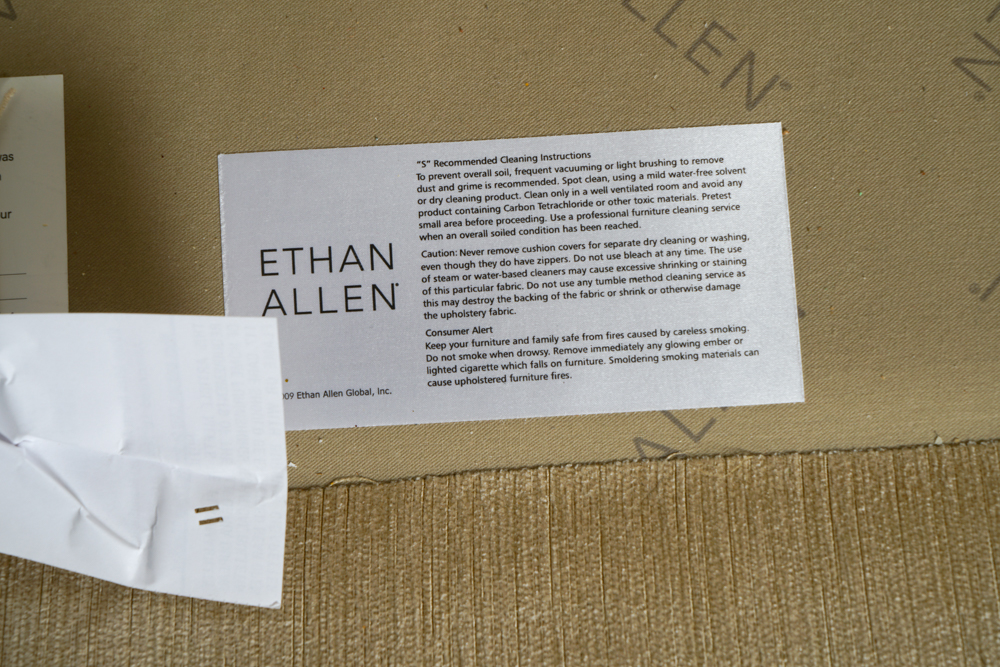 LLEN
was
ur
"S" Recommended Cleaning Instructions
To prevent overall soil, frequent vacuuming or light brushing to remove
dust and grime is recommended. Spot clean, using a mild water-free solvent
or dry cleaning product. Clean only in a well ventilated room and avoid any
product containing Carbon Tetrachloride or other toxic materials. Pretest
small area before proceeding. Use a professional furniture cleaning service
when an overall soiled condition has been reached.
Caution: Never remove cushion covers for separate dry cleaning or washing,
even though they do have zippers. Do not use bleach at any time. The use
of steam or water-based cleaners may cause excessive shrinking or staining
of this particular fabric. Do not use any tumble method cleaning service as
this may destroy the backing of the fabric or shrink or otherwise damage
the upholstery fabric.
Consumer Alert
Keep your furniture and family safe from fires caused by careless smoking.
Do not smoke when drowsy. Remove immediately any glowing ember or
lighted cigarette which falls on furniture. Smoldering smoking materials can
cause upholstered furniture fires.
ETHAN
ALLEN
09 Ethan Allen Global, Inc.
AL